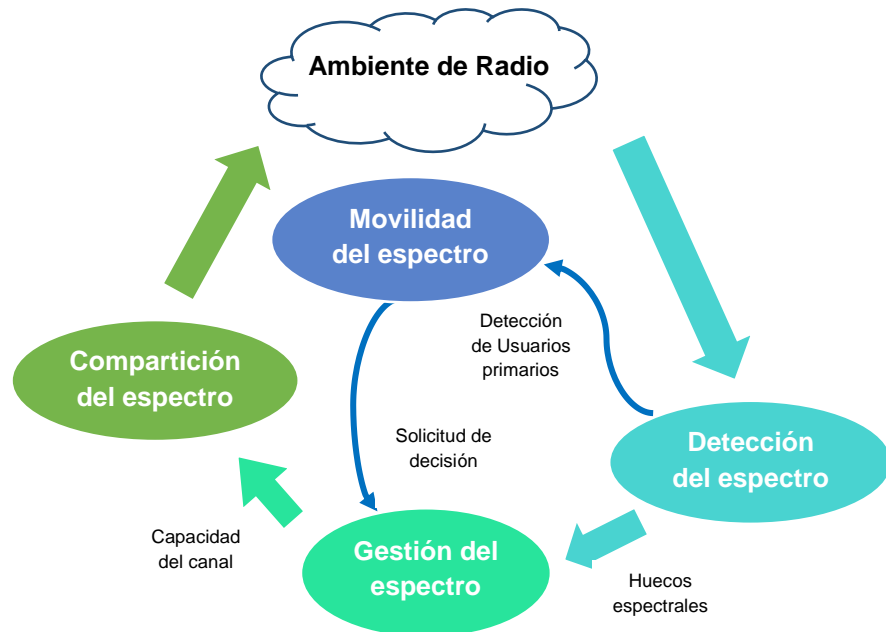 Ambiente de Radio
Movilidad
del espectro
Detección
de Usuarios
primarios
Compartición
del espectro
Solicitud de
decisión
Detección
del espectro
Capacidad
del canal
Gestión del
espectro
Huecos
espectrales